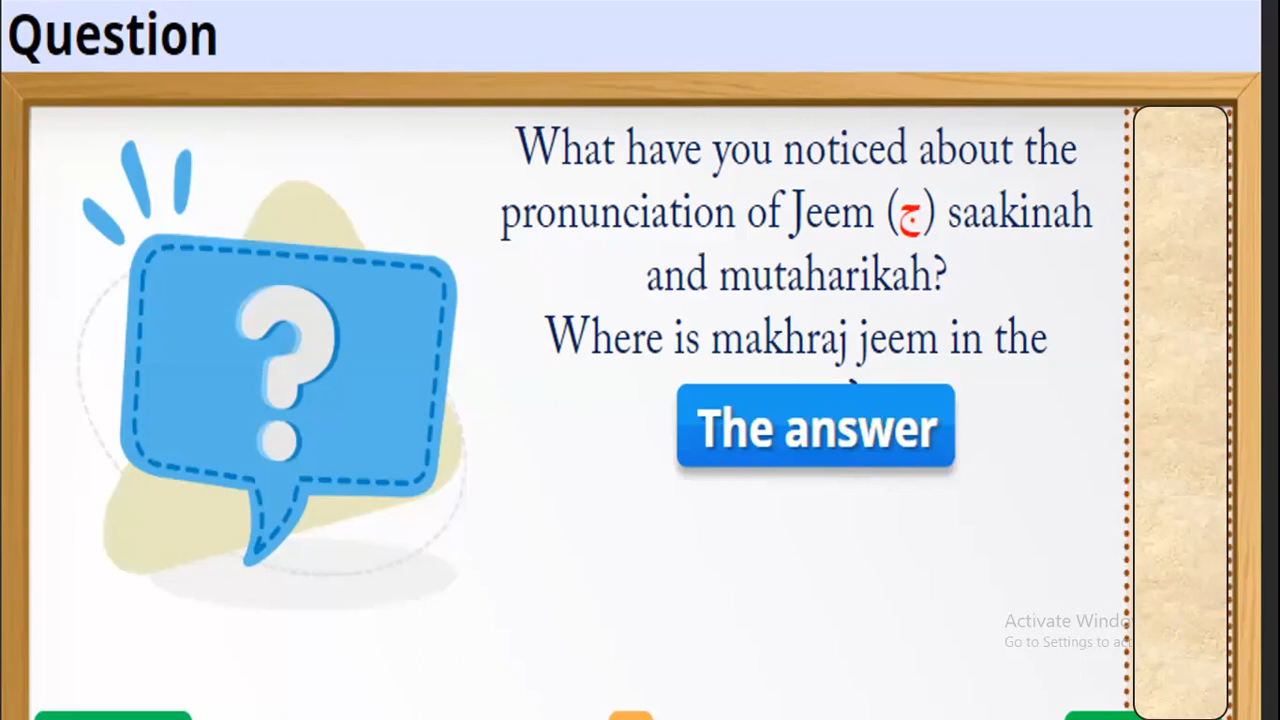 Question
What have you noticed about the
pronunciation of Jeem (ج) saakinah
and mutaharikah?
Where is makhraj jeem in the
The answer
Activate Windo
Go to Settings to ac